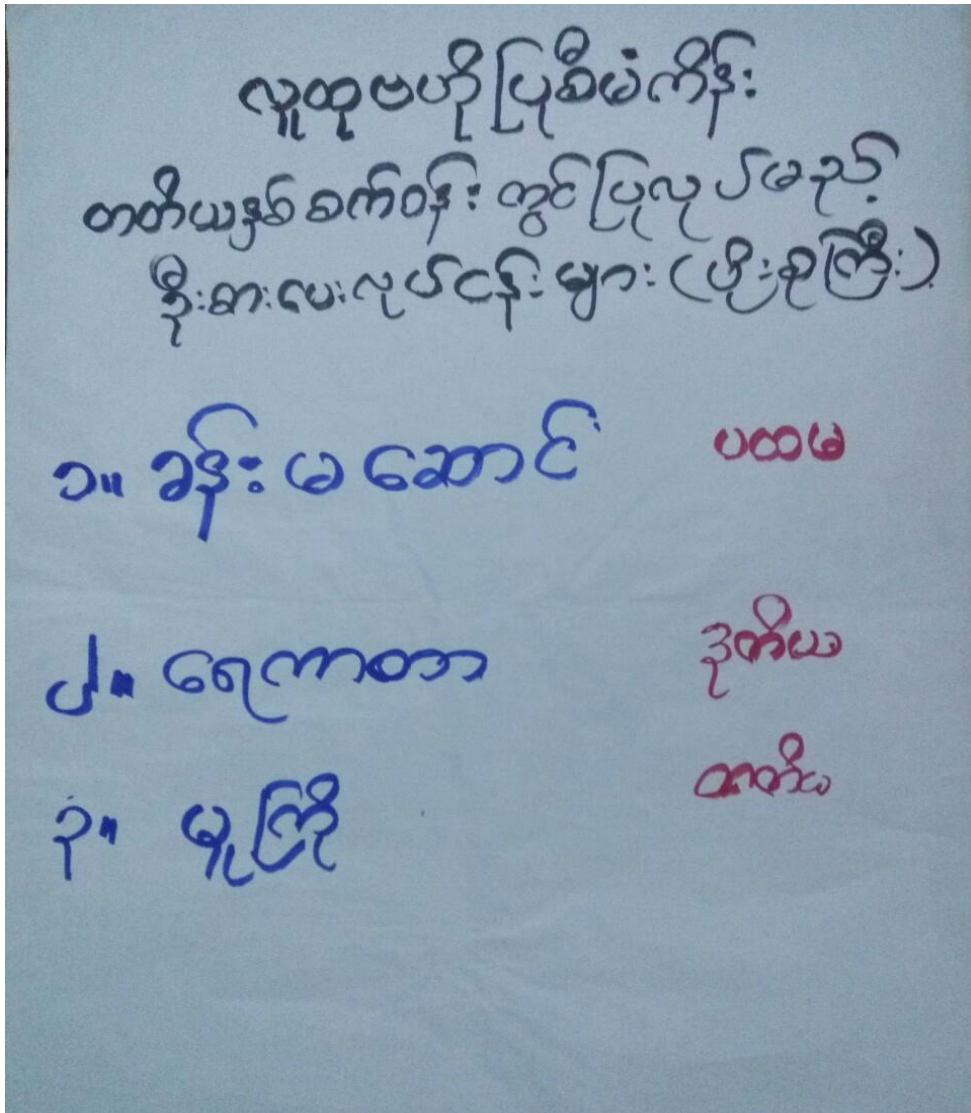 လူထုဗဟိုပြုစီမံကိန်း
တတိယနှစ်စက်ဝန်းတွင်ပြုလုပ်မည့်
ဦးစားပေးလုပ်ငန်းများ (ဖိုးစုကြီး)
၁။ ခန်းမဆောင် ပထမ
၂။ ရေကာတာ ဒုတိယ
၃။ မူကြို တတိယ